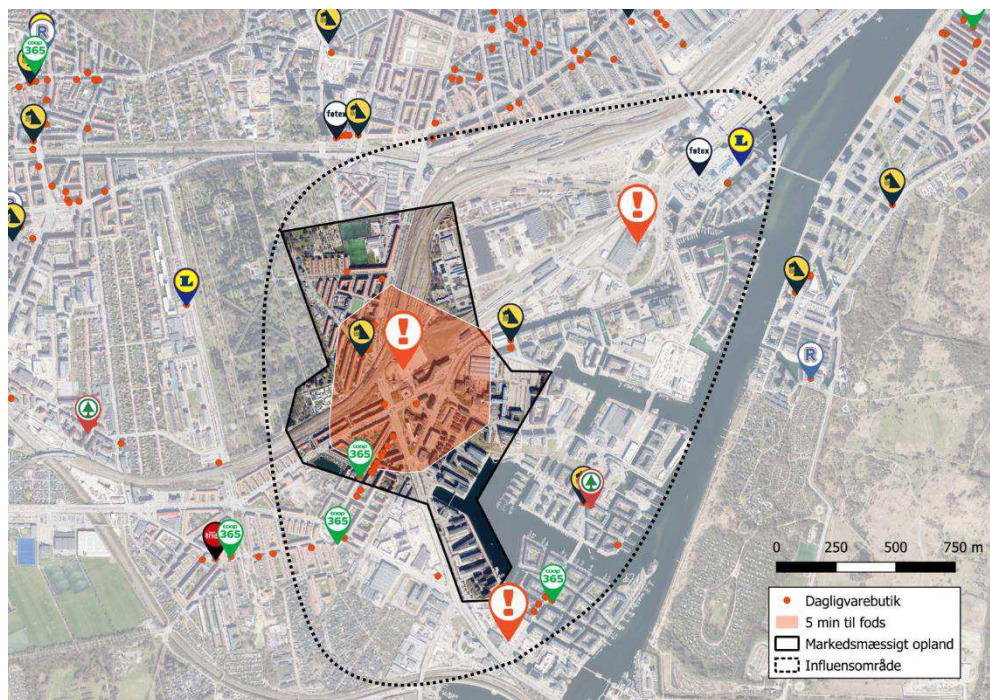 R
coop
365
føtex
føtex
L
L
R
coop
365
coop
365
coop
365
coop
365
0 250 500 750 m
Dagligvarebutik
5 min til fods
Markedsmæssigt opland
Influensområde